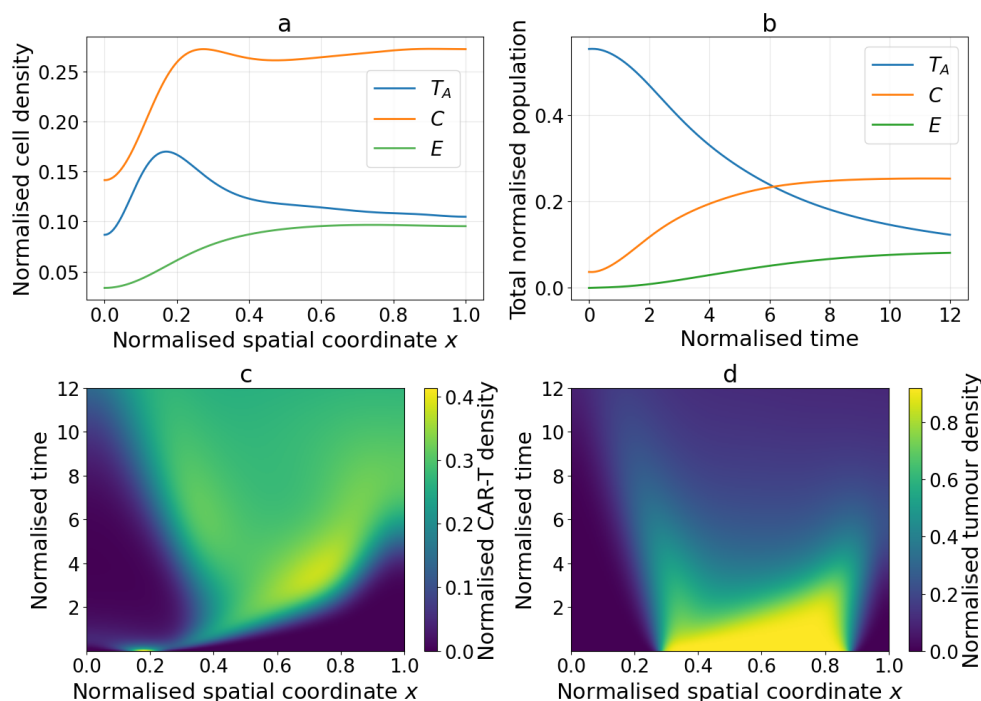 a
Normalised cell density
0.25
0.20
0.15
0.10
0.05
T_A
C
E
0.0 0.2 0.4 0.6 0.8 1.0
Normalised spatial coordinate x
b
Total normalised population
0.4
0.2
0.0
T_A
C
E
0 2 4 6 8 10 12
Normalised time
c
Normalised time
12
10
8
6
4
2
0.0 0.2 0.4 0.6 0.8 1.0
Normalised spatial coordinate x
0.4
0.3
0.2
0.1
0.0
Normalised CAR-T density
d
Normalised time
12
10
8
6
4
2
0.0 0.2 0.4 0.6 0.8 1.0
Normalised spatial coordinate x
0.8
0.6
0.4
0.2
0.0
Normalised tumour density